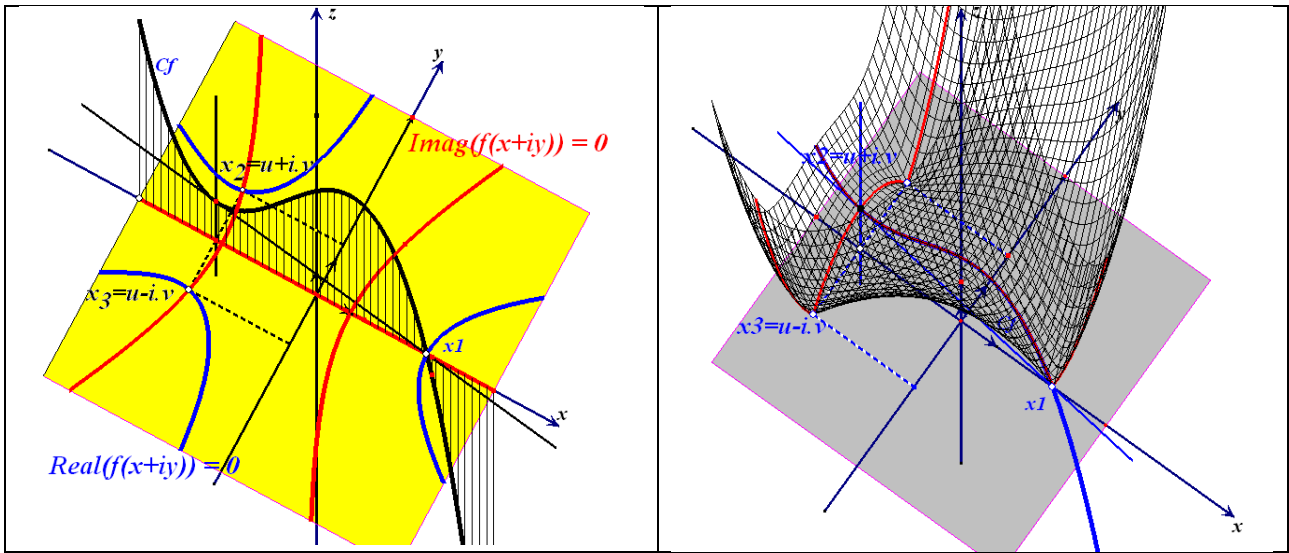 z
y
Cf
Imag(f(x+iy)) = 0
x2=u+i.v
x3=u-i.v
x1
x
Real(f(x+iy)) = 0
x2=u+i.v
x3=u-i.v
x1
x